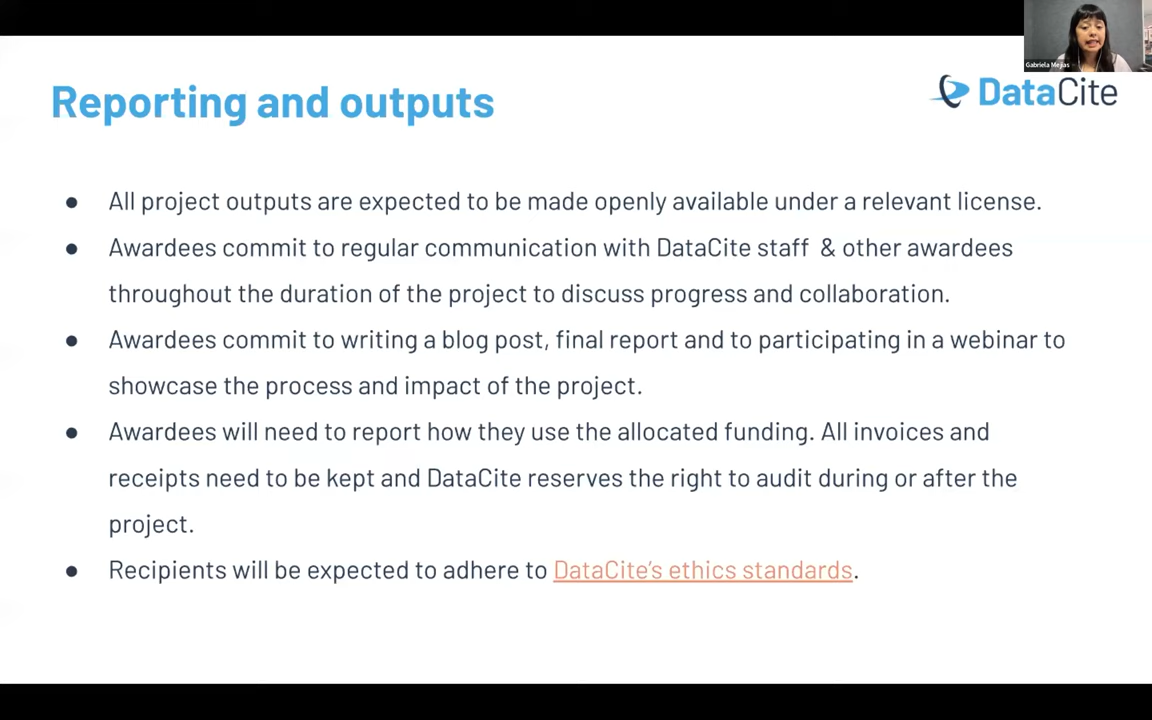 Gabriela Mejias
DataCite
Reporting and outputs
● All project outputs are expected to be made openly available under a relevant license.
● Awardees commit to regular communication with DataCite staff & other awardees
throughout the duration of the project to discuss progress and collaboration.
● Awardees commit to writing a blog post, final report and to participating in a webinar to
showcase the process and impact of the project.
● Awardees will need to report how they use the allocated funding. All invoices and
receipts need to be kept and DataCite reserves the right to audit during or after the
project.
● Recipients will be expected to adhere to DataCite's ethics standards.